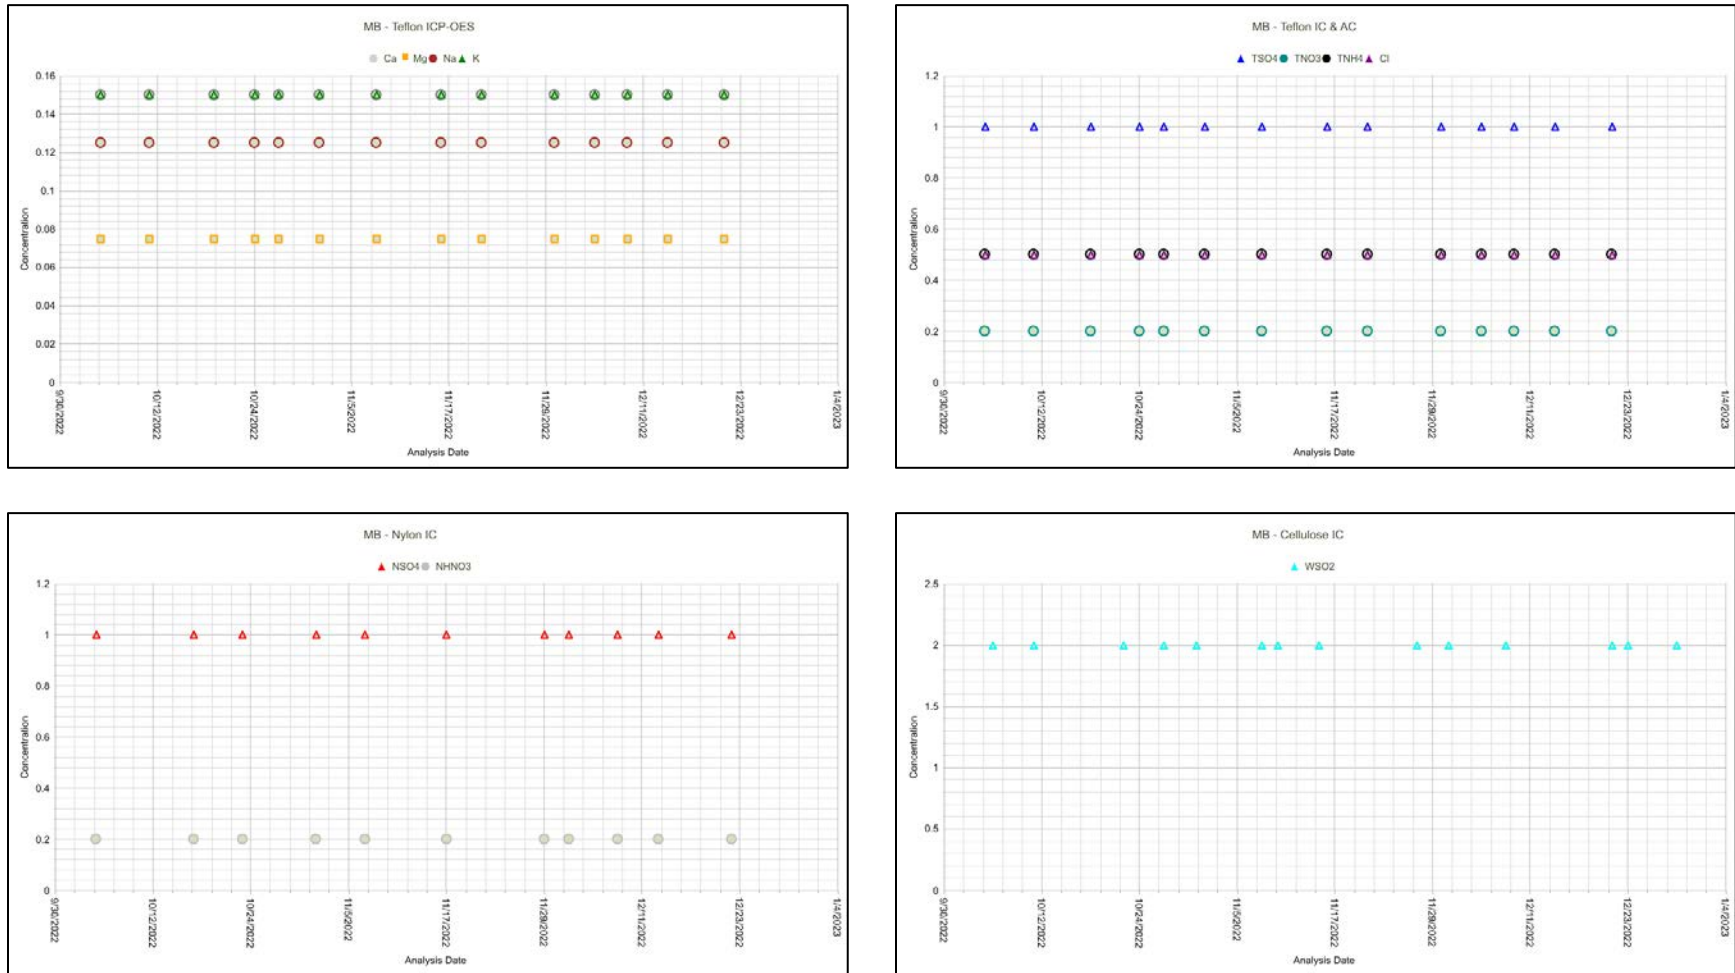 MB - Teflon ICP-OES
Ca Mg Na K
0.16
0.14
0.12
0.1
0.08
0.06
0.04
0.02
0
Concentration
9/30/2022 10/12/2022 10/24/2022 11/5/2022 11/17/2022 11/29/2022 12/11/2022 12/23/2022 1/4/2023
Analysis Date
MB - Teflon IC & AC
TSO4 TNO3 TNH4 Cl
1.2
1
0.8
0.6
0.4
0.2
0
Concentration
9/30/2022 10/12/2022 10/24/2022 11/5/2022 11/17/2022 11/29/2022 12/11/2022 12/23/2022 1/4/2023
Analysis Date
MB - Nylon IC
NSO4 NHNO3
1.2
1
0.8
0.6
0.4
0.2
0
Concentration
9/30/2022 10/12/2022 10/24/2022 11/5/2022 11/17/2022 11/29/2022 12/11/2022 12/23/2022 1/4/2023
Analysis Date
MB - Cellulose IC
WSO2
2.5
2
1.5
1
0.5
0
Concentration
9/30/2022 10/12/2022 10/24/2022 11/5/2022 11/17/2022 11/29/2022 12/11/2022 12/23/2022 1/4/2023
Analysis Date